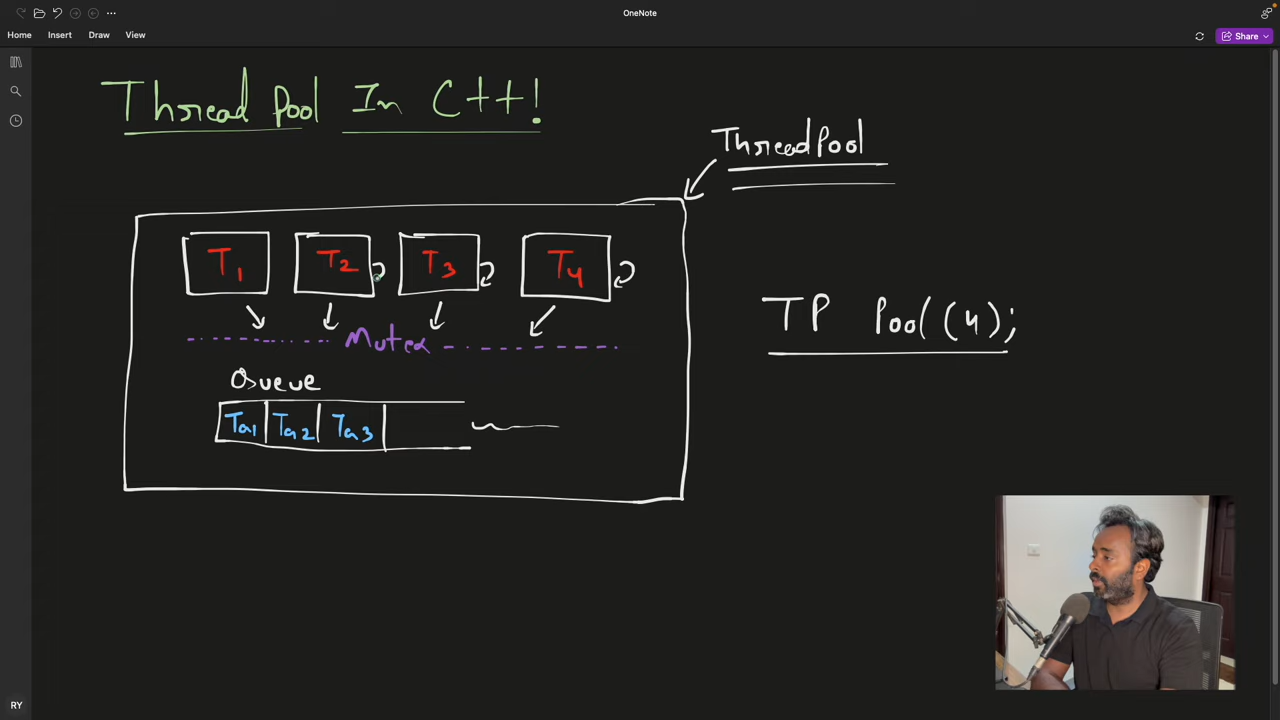 OneNote
Home Insert Draw View
Share
Thread Pool In C++!
ThreadPool
T1 T2 T3 T4
TP Pool(4);
Mutex
Queue
Ta1 Ta2 Ta3
RY